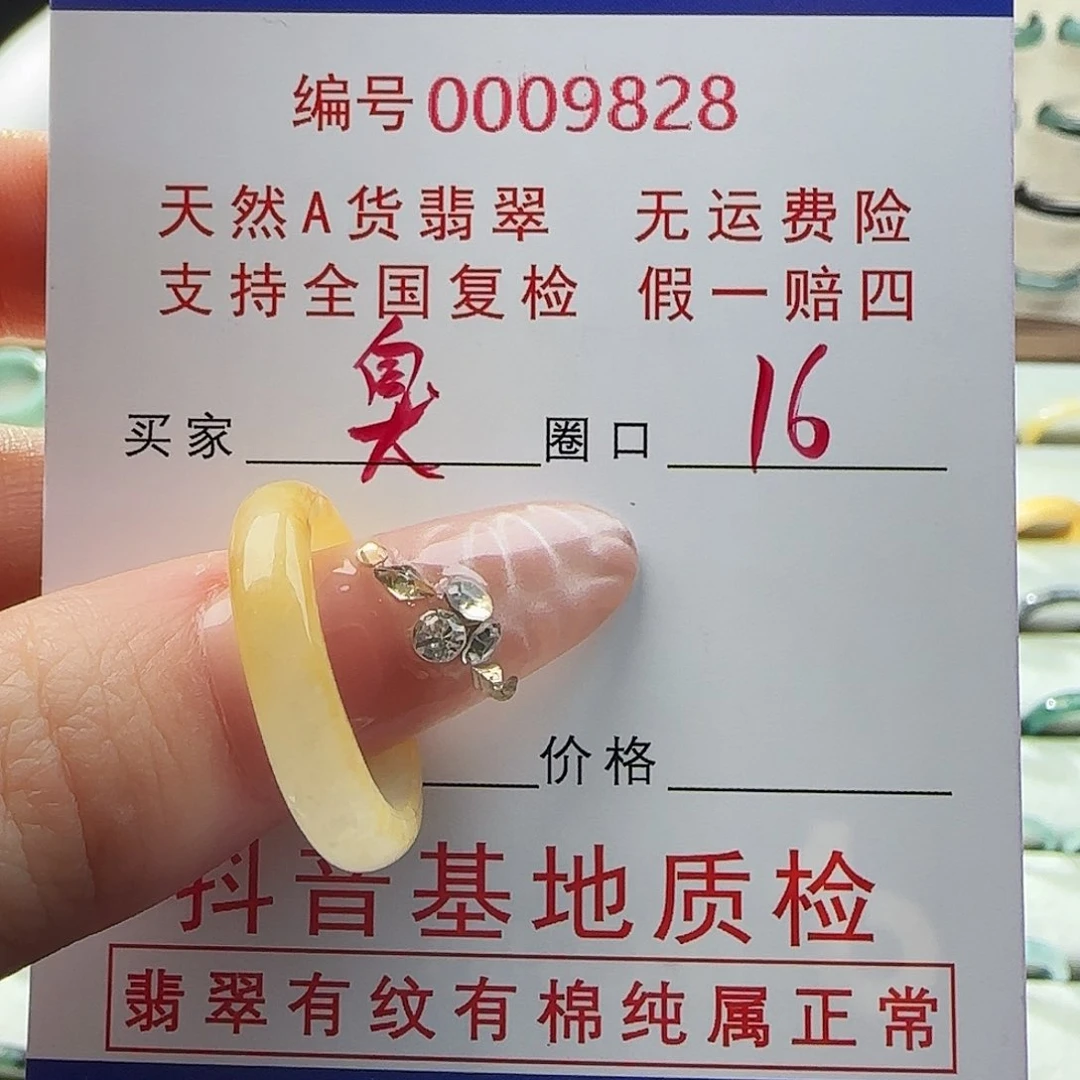 编号0009828
天然A货翡翠 无运费险
支持全国复检 假一赔四
买家 臭 圈口 16
价格
抖音基地质检
翡翠有纹有棉纯属正常